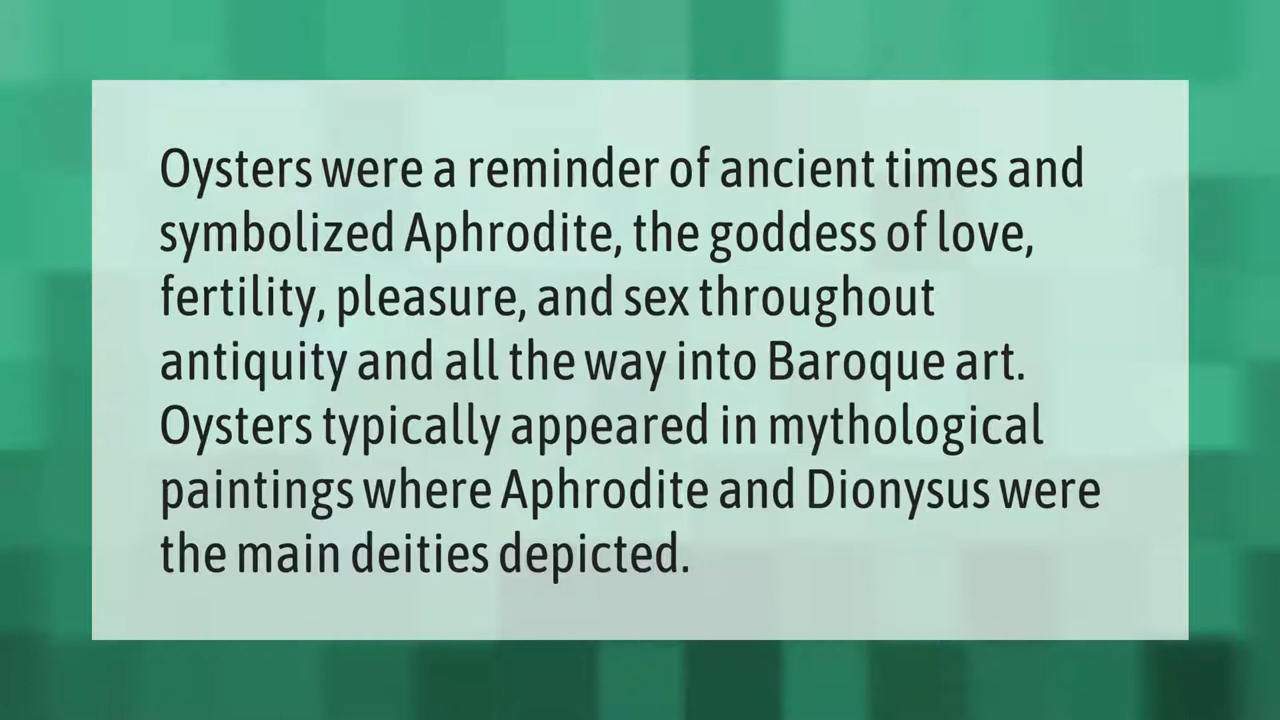 Oysters were a reminder of ancient times and
symbolized Aphrodite, the goddess of love,
fertility, pleasure, and sex throughout
antiquity and all the way into Baroque art.
Oysters typically appeared in mythological
paintings where Aphrodite and Dionysus were
the main deities depicted.